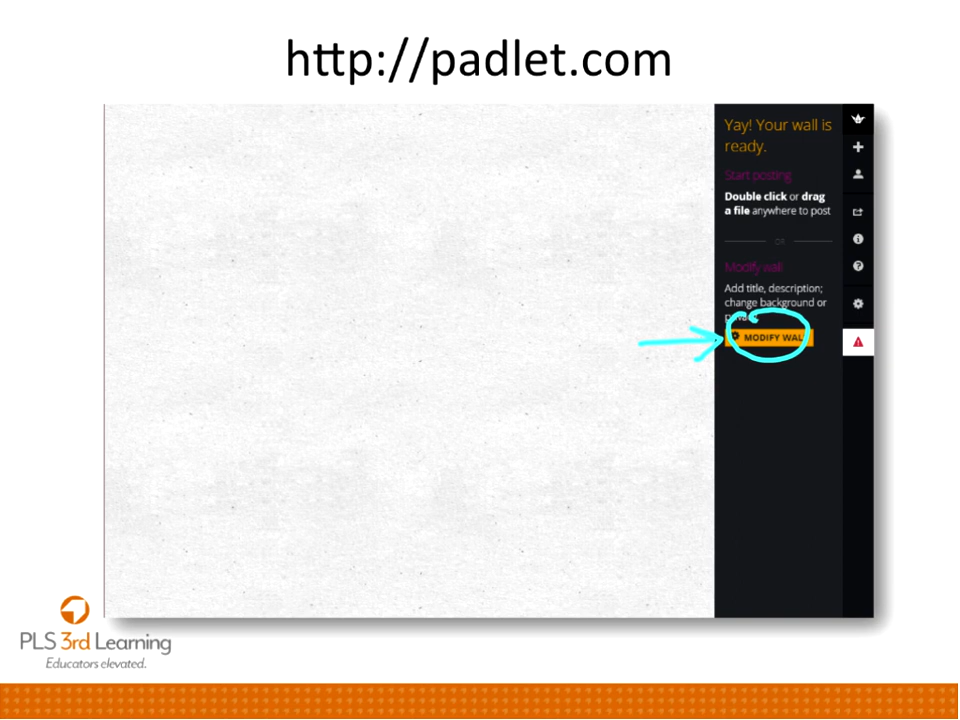 http://padlet.com
Yay! Your wall is
ready.
Start posting
Double click or drag
a file anywhere to post
OR
Modify wall
Add title, description;
change background or
MODIFY WAL
PLS 3rd Learning
Educators elevated.